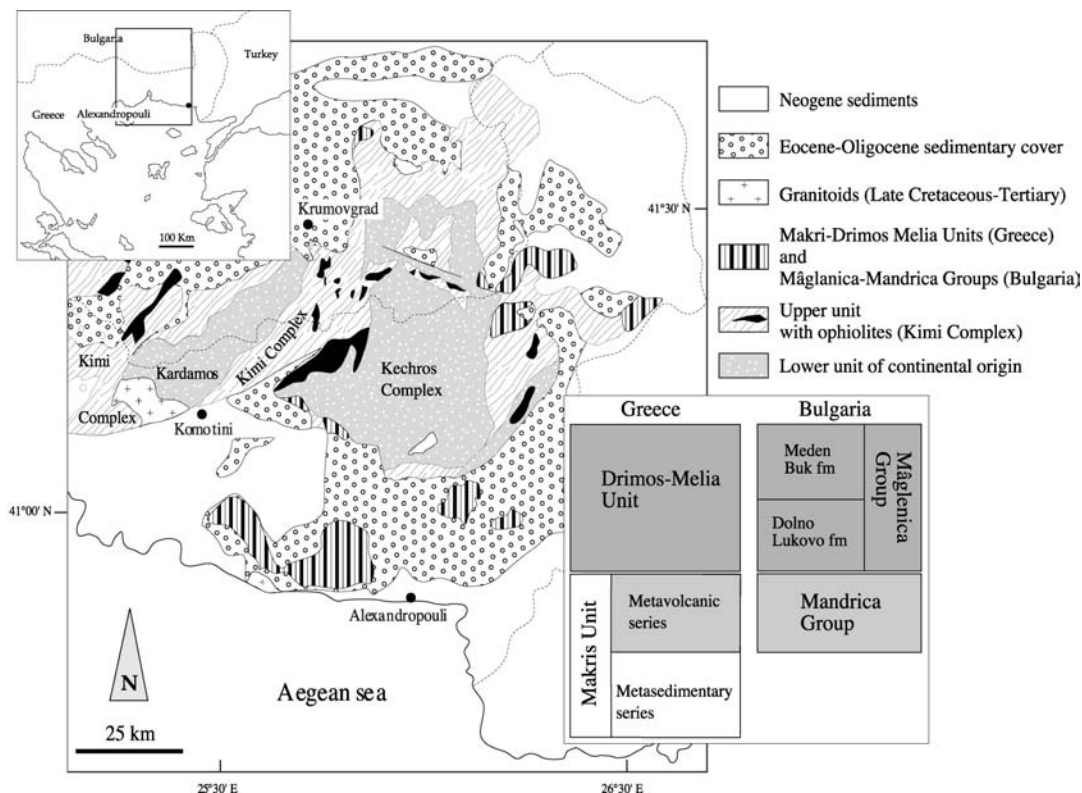 Bulgaria
Turkey
Greece
Alexandropouli
100 Km
Krumovgrad
Kimi
Complex
Kardamos
Kimi Complex
Kechros
Complex
Komotini
Alexandropouli
Aegean sea
N
25 km
41°30' N
41°00' N
25°30' E
26°30' E
Neogene sediments
Eocene-Oligocene sedimentary cover
Granitoids (Late Cretaceous-Tertiary)
Makri-Drimos Melia Units (Greece)
and
Mâglanica-Mandrica Groups (Bulgaria)
Upper unit
with ophiolites (Kimi Complex)
Lower unit of continental origin
Greece
Bulgaria
Drimos-Melia
Unit
Meden
Buk fm
Dolno
Lukovo fm
Mâglenica
Group
Makris Unit
Metavolcanic
series
Metasedimentary
series
Mandrica
Group